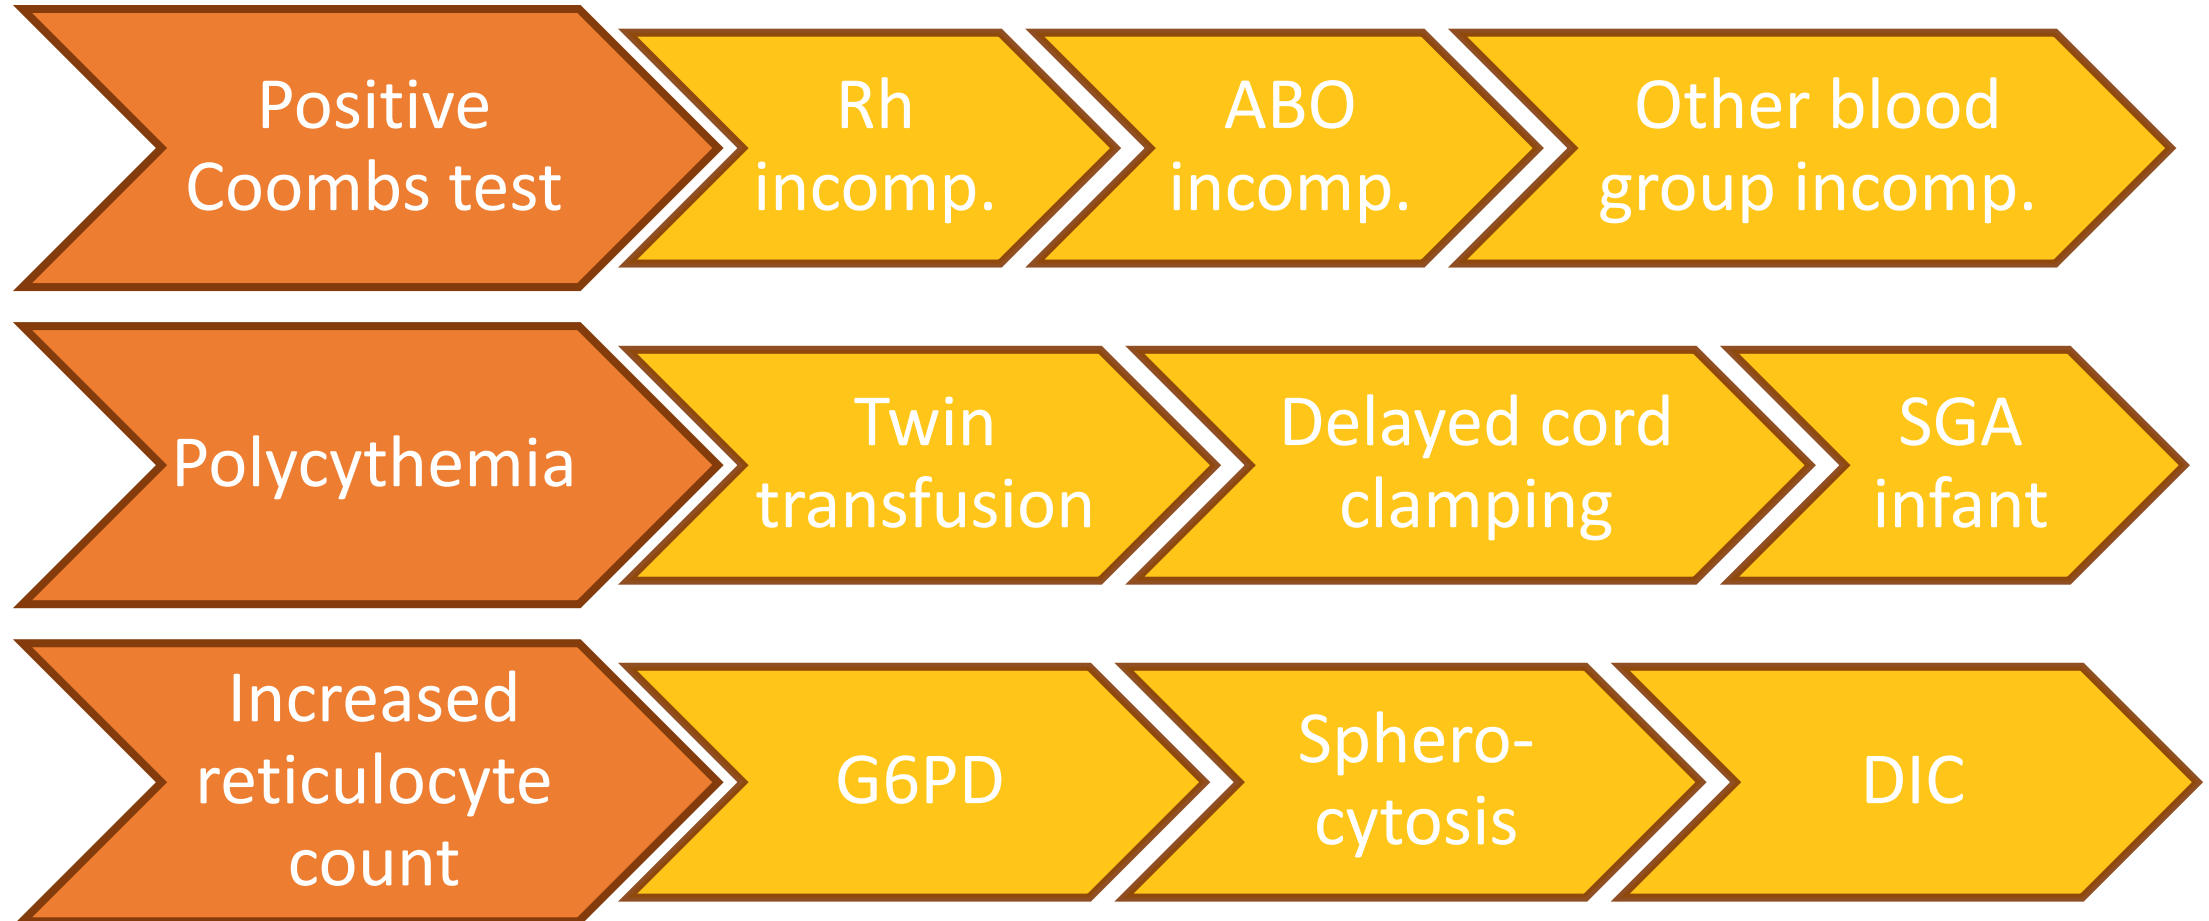 Positive
Coombs test
Rh
incomp.
ABO
incomp.
Other blood
group incomp.
Polycythemia
Twin
transfusion
Delayed cord
clamping
SGA
infant
Increased
reticulocyte
count
G6PD
Sphero-
cytosis
DIC